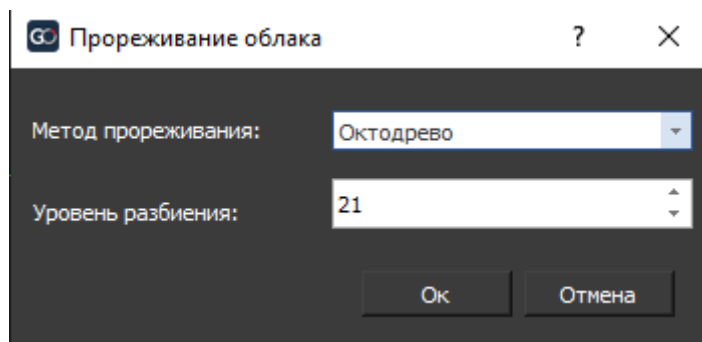 Прореживание облака ? ×
Метод прореживания: Октодрево
Уровень разбиения: 21
Ок Отмена